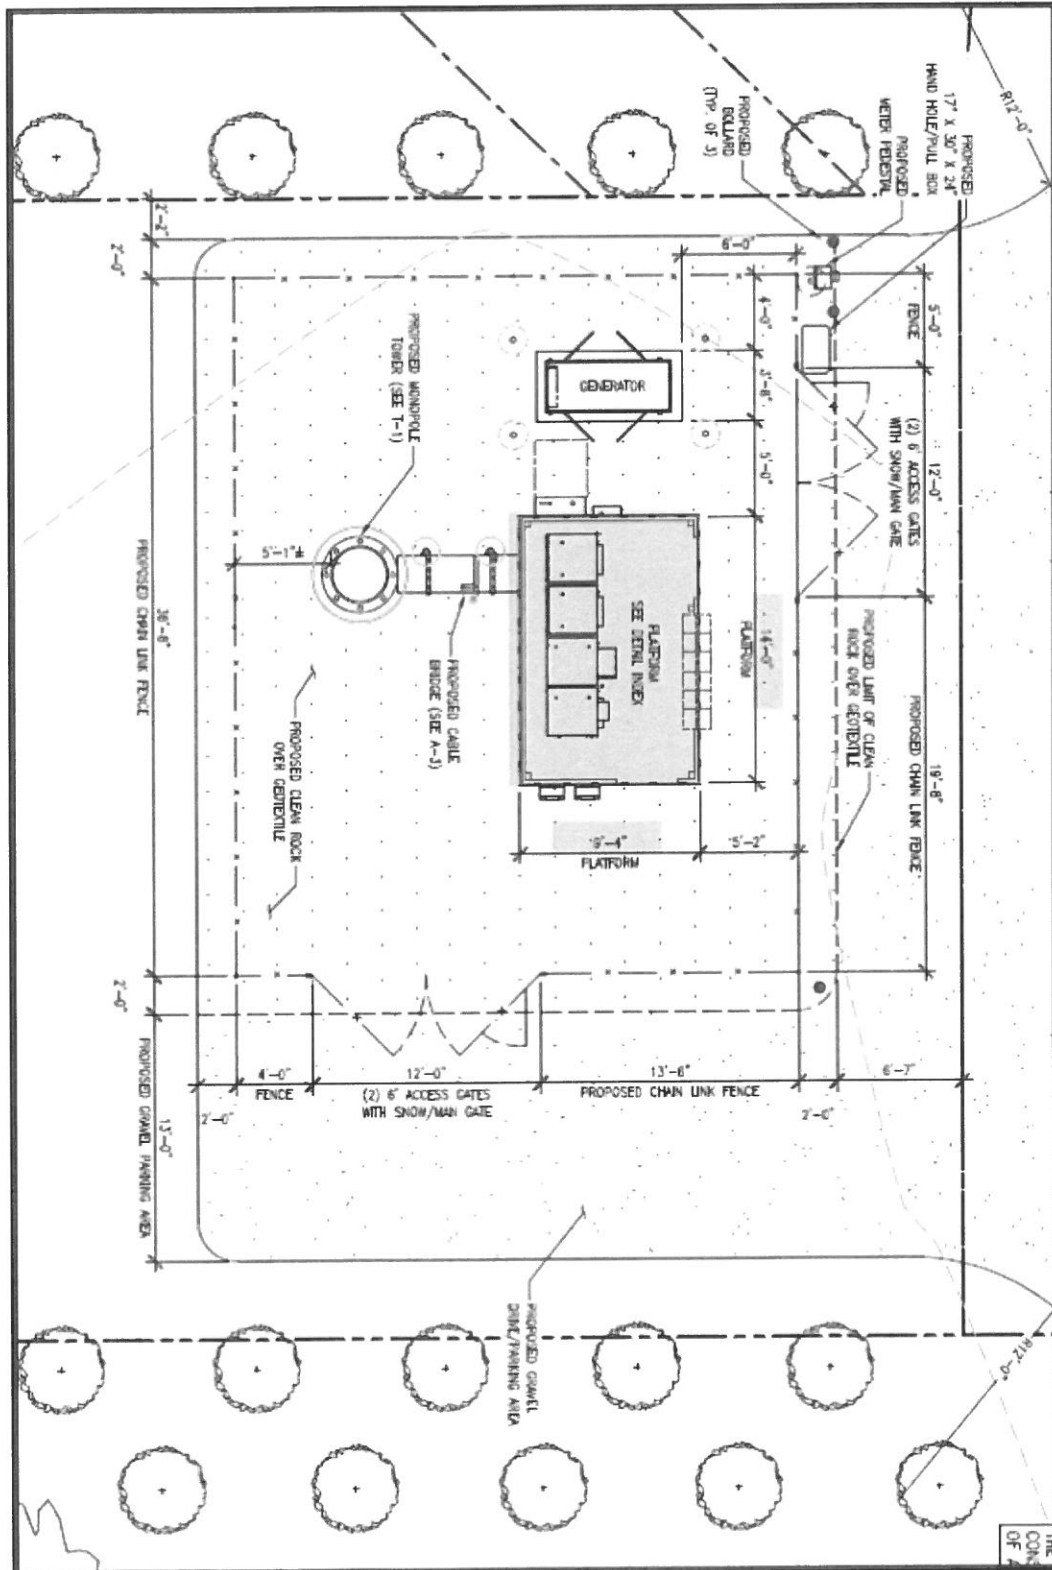 R12'-0"
PROPOSED
17" X 30" X 24"
HAND HOLE/PULL BOX
PROPOSED
METER PEDESTAL
PROPOSED
BOLLARD
(TYP. OF 3)
2'-2"
2'-0"
6'-0"
5'-0"
FENCE
12'-0"
(2) 6' ACCESS GATES
WITH SNOW/MAN GATE
4'-0"
3'-8"
5'-0"
GENERATOR
PROPOSED MONOPOLE
TOWER (SEE T-1)
5'-1"±
PROPOSED CABLE
BRIDGE (SEE A-3)
PLATFORM
SEE DETAIL INDEX
14'-0"
PLATFORM
PROPOSED LIMIT OF CLEAN
ROCK OVER GEOTEXTILE
19'-8"
PROPOSED CHAIN LINK FENCE
36'-8"
PROPOSED CHAIN LINK FENCE
PROPOSED CLEAN ROCK
OVER GEOTEXTILE
9'-4"
PLATFORM
5'-2"
2'-0"
4'-0"
FENCE
12'-0"
(2) 6' ACCESS GATES
WITH SNOW/MAN GATE
13'-6"
PROPOSED CHAIN LINK FENCE
6'-7"
2'-0"
2'-0"
13'-0"
PROPOSED GRAVEL PARKING AREA
PROPOSED GRAVEL
DRIVE/PARKING AREA
R12'-0"
THE
CONS
OF A